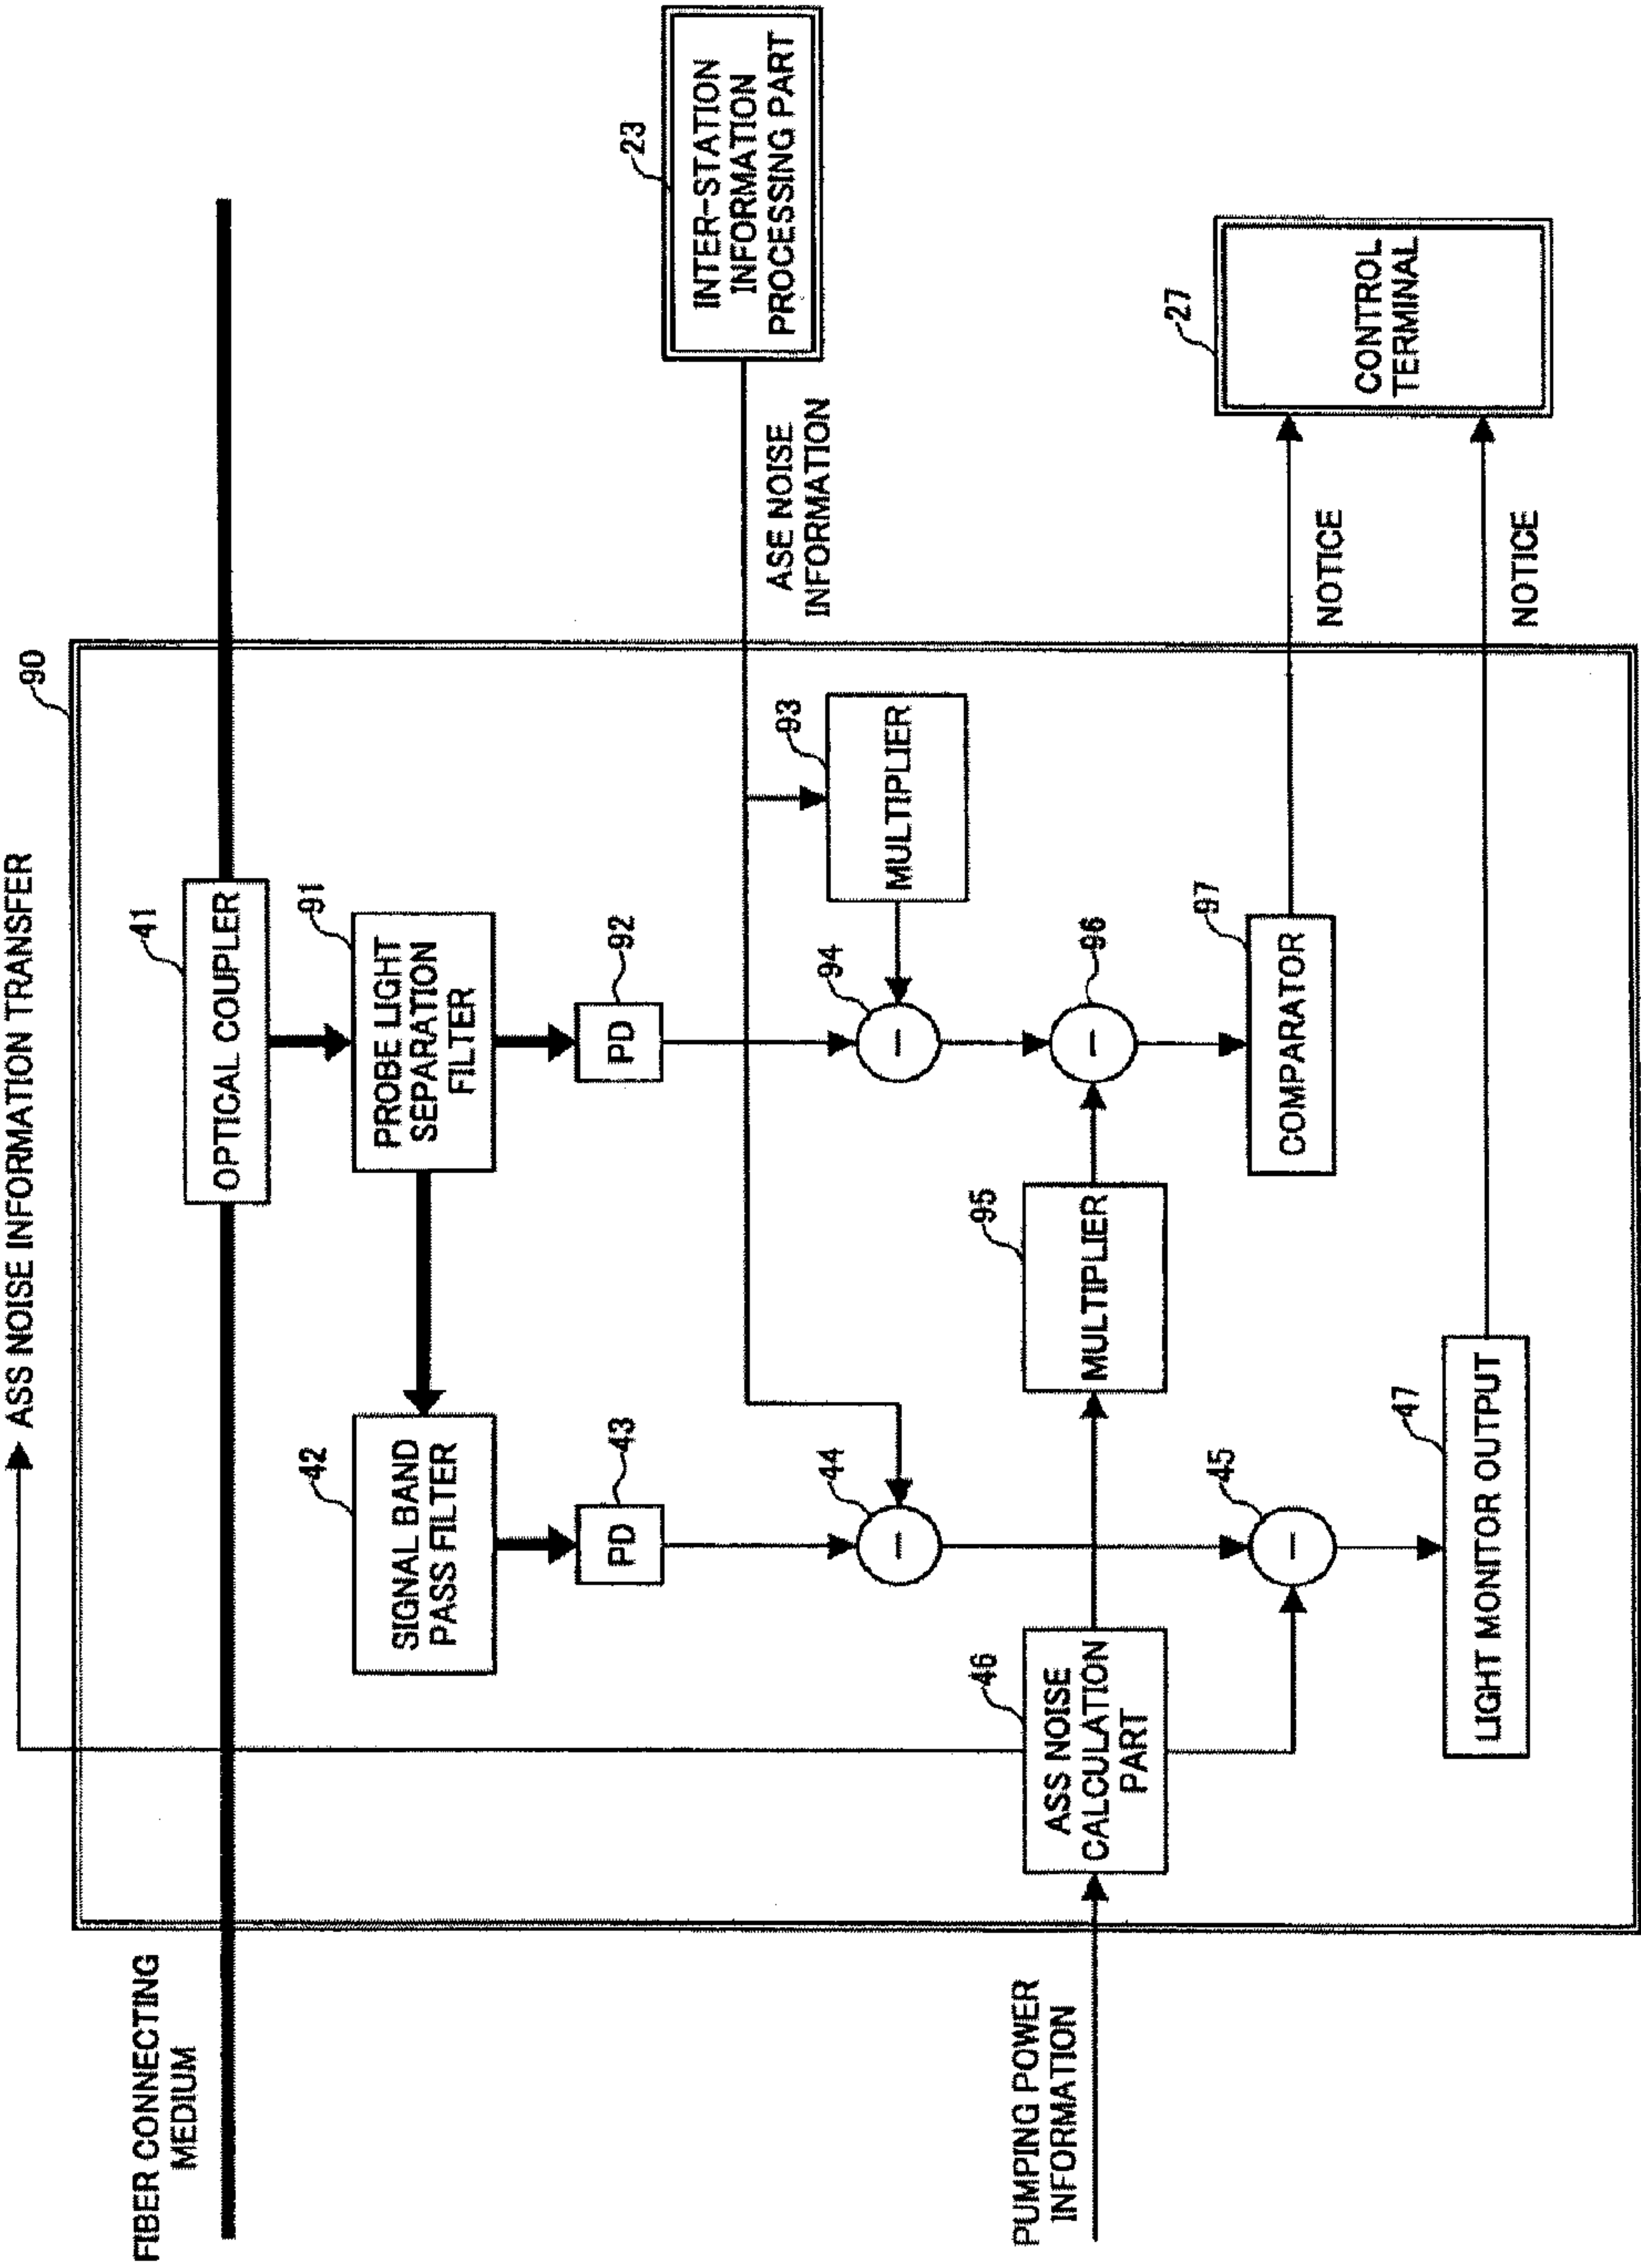 ASS NOISE INFORMATION TRANSFER
90
FIBER CONNECTING
MEDIUM
41
OPTICAL COUPLER
42
SIGNAL BAND
PASS FILTER
91
PROBE LIGHT
SEPARATION
FILTER
43
PD
92
PD
23
INTER-STATION
INFORMATION
PROCESSING PART
ASE NOISE
INFORMATION
44
−
94
−
93
MULTIPLIER
PUMPING POWER
INFORMATION
46
ASS NOISE
CALCULATION
PART
95
MULTIPLIER
96
−
45
−
97
COMPARATOR
NOTICE
27
CONTROL
TERMINAL
47
LIGHT MONITOR OUTPUT
NOTICE